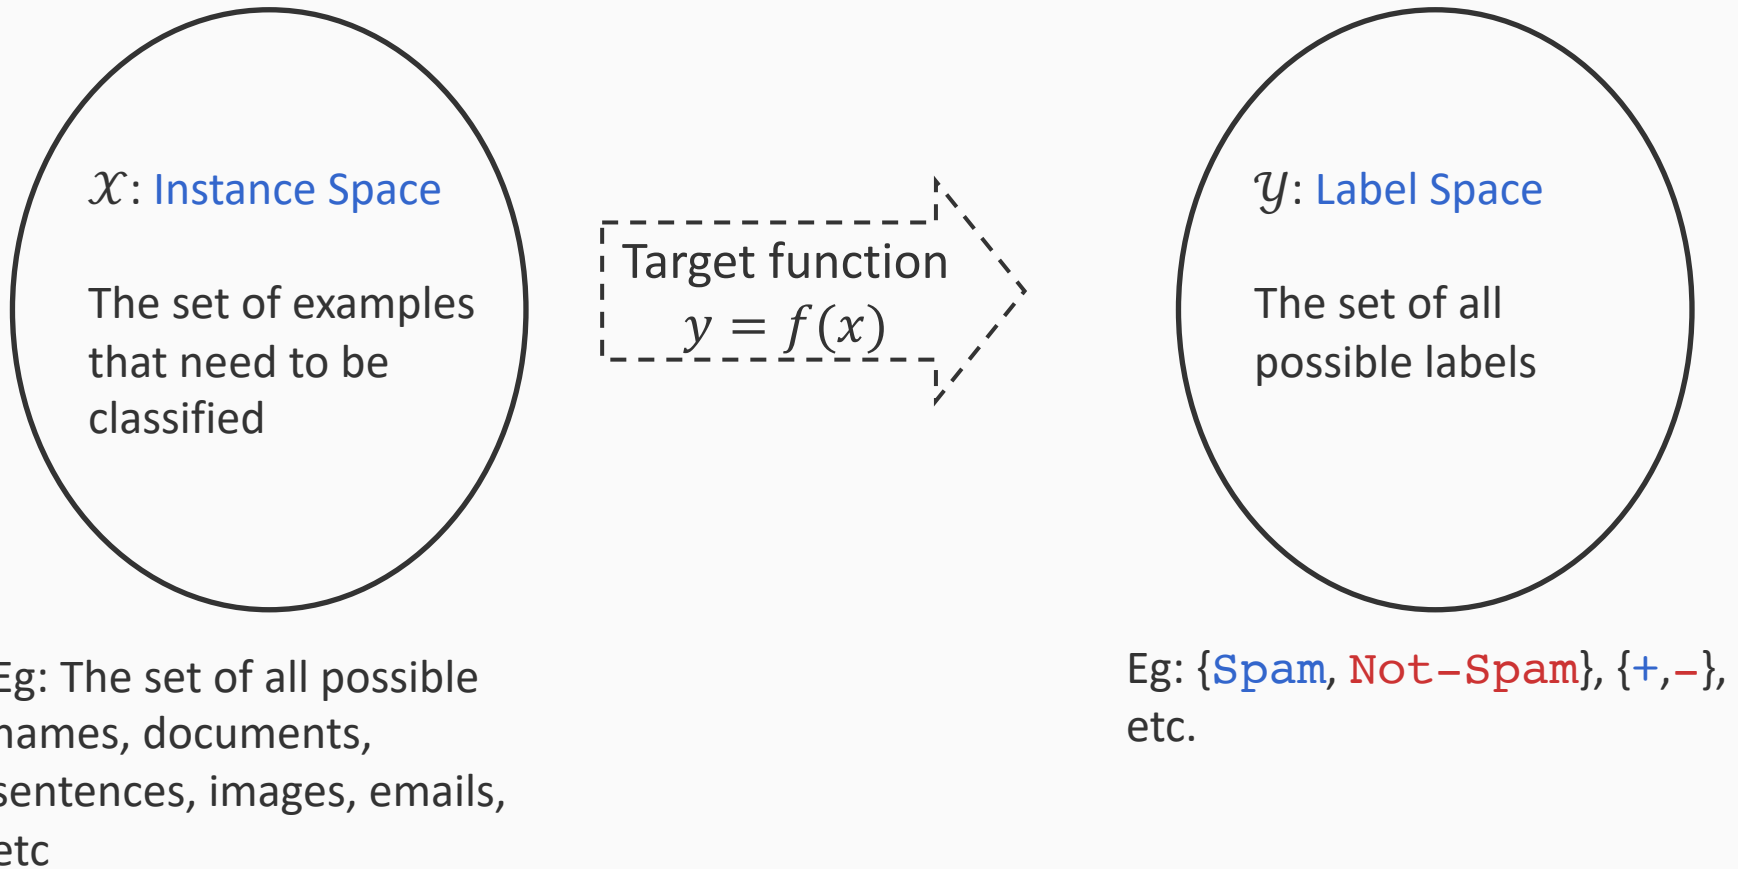 𝒳: Instance Space
The set of examples
that need to be
classified
Target function
y = f(x)
𝒴: Label Space
The set of all
possible labels
Eg: The set of all possible
names, documents,
sentences, images, emails,
etc
Eg: {Spam, Not-Spam}, {+,-},
etc.